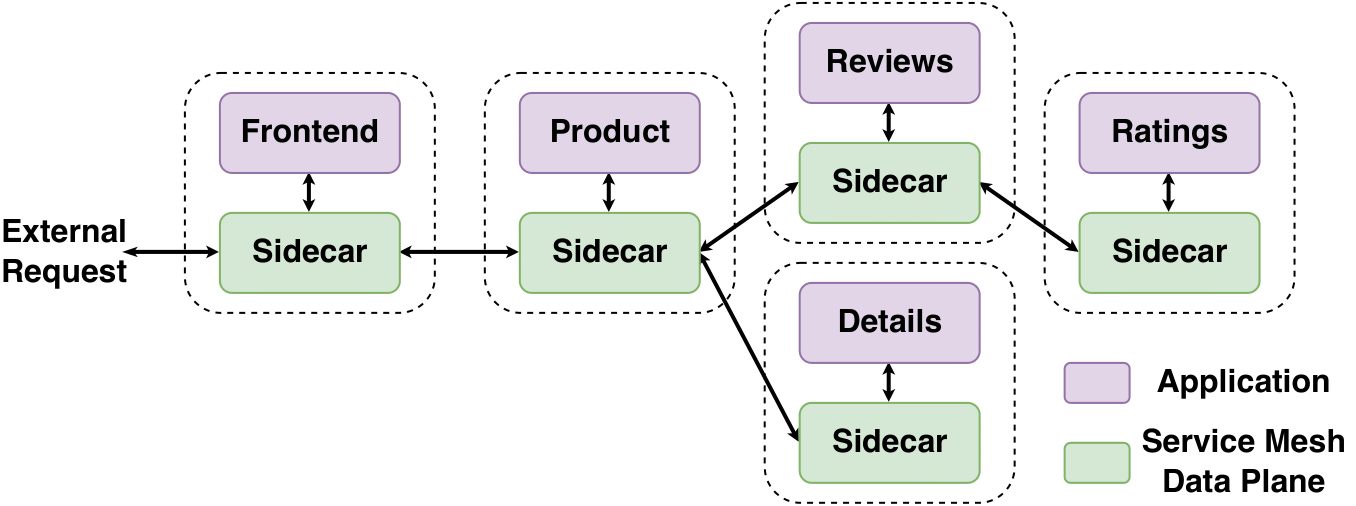 External
Request
Frontend
Sidecar
Product
Sidecar
Reviews
Sidecar
Details
Sidecar
Ratings
Sidecar
Application
Service Mesh
Data Plane